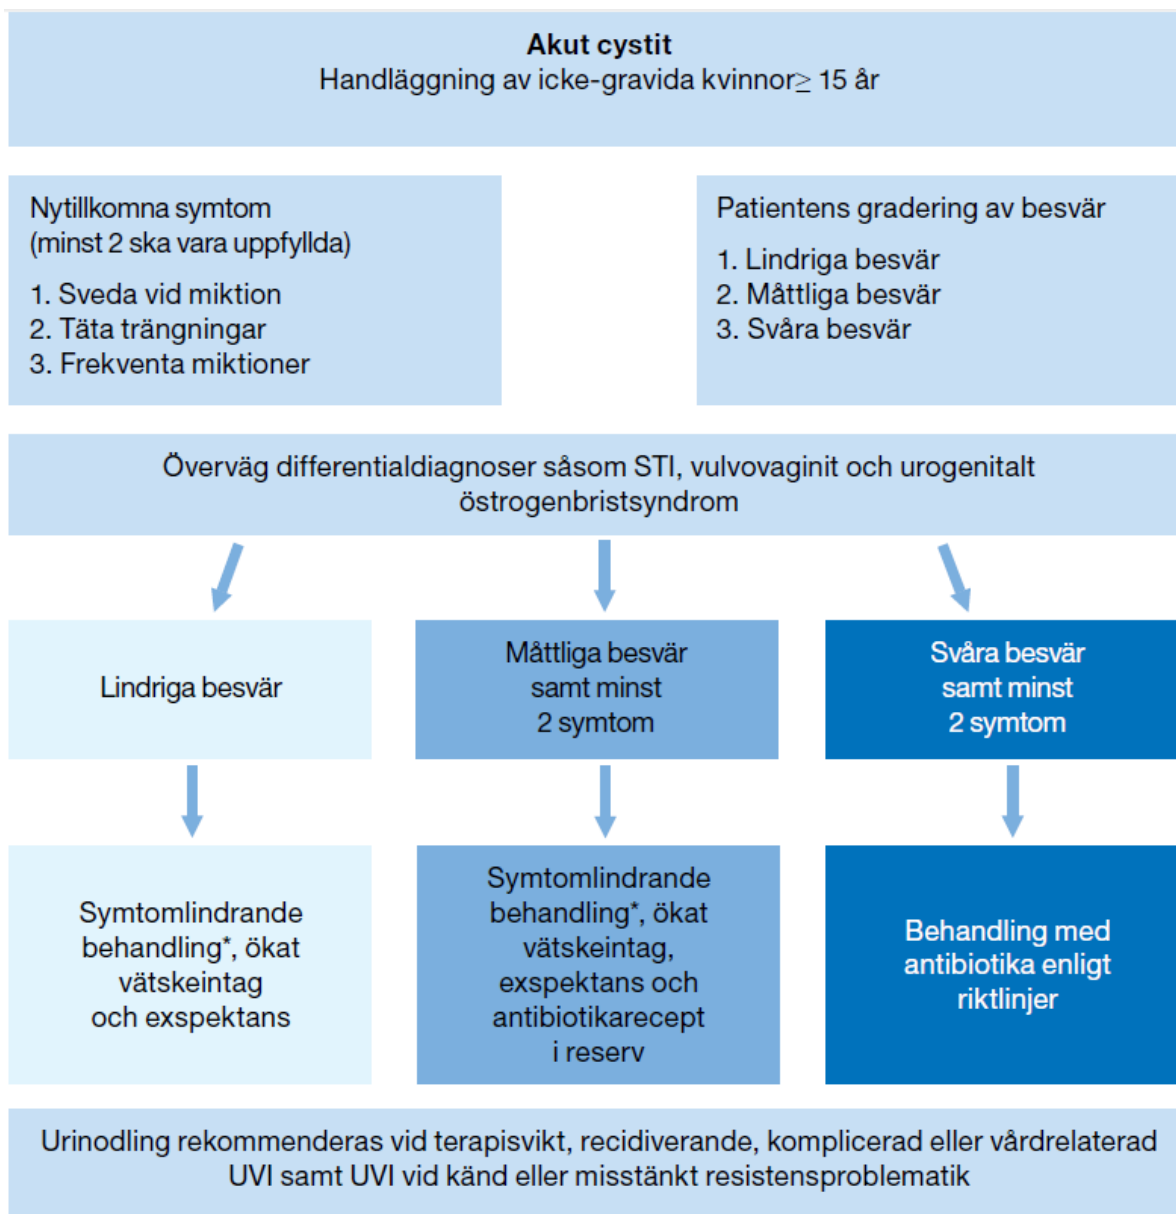 Akut cystit
Handläggning av icke-gravida kvinnor≥ 15 år
Nytillkomna symtom
(minst 2 ska vara uppfyllda)
1. Sveda vid miktion
2. Täta trängningar
3. Frekventa miktioner
Patientens gradering av besvär
1. Lindriga besvär
2. Måttliga besvär
3. Svåra besvär
Överväg differentialdiagnoser såsom STI, vulvovaginit och urogenitalt
östrogenbristsyndrom
Lindriga besvär
Måttliga besvär
samt minst
2 symtom
Svåra besvär
samt minst
2 symtom
Symtomlindrande
behandling*, ökat
vätskeintag
och exspektans
Symtomlindrande
behandling*, ökat
vätskeintag,
exspektans och
antibiotikarecept
i reserv
Behandling med
antibiotika enligt
riktlinjer
Urinodling rekommenderas vid terapisvikt, recidiverande, komplicerad eller vårdrelaterad
UVI samt UVI vid känd eller misstänkt resistensproblematik